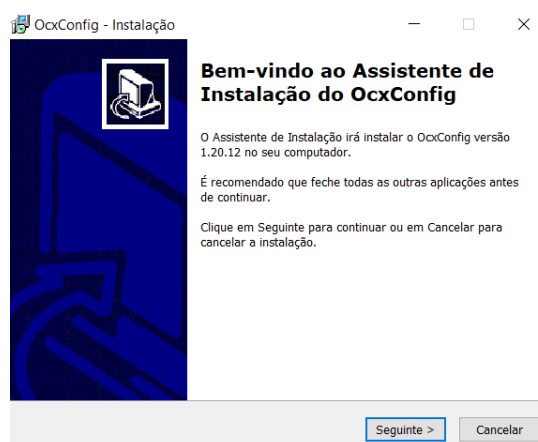 OcxConfig - Instalação
Bem-vindo ao Assistente de
Instalação do OcxConfig
O Assistente de Instalação irá instalar o OcxConfig versão
1.20.12 no seu computador.
É recomendado que feche todas as outras aplicações antes
de continuar.
Clique em Seguinte para continuar ou em Cancelar para
cancelar a instalação.
Seguinte >
Cancelar